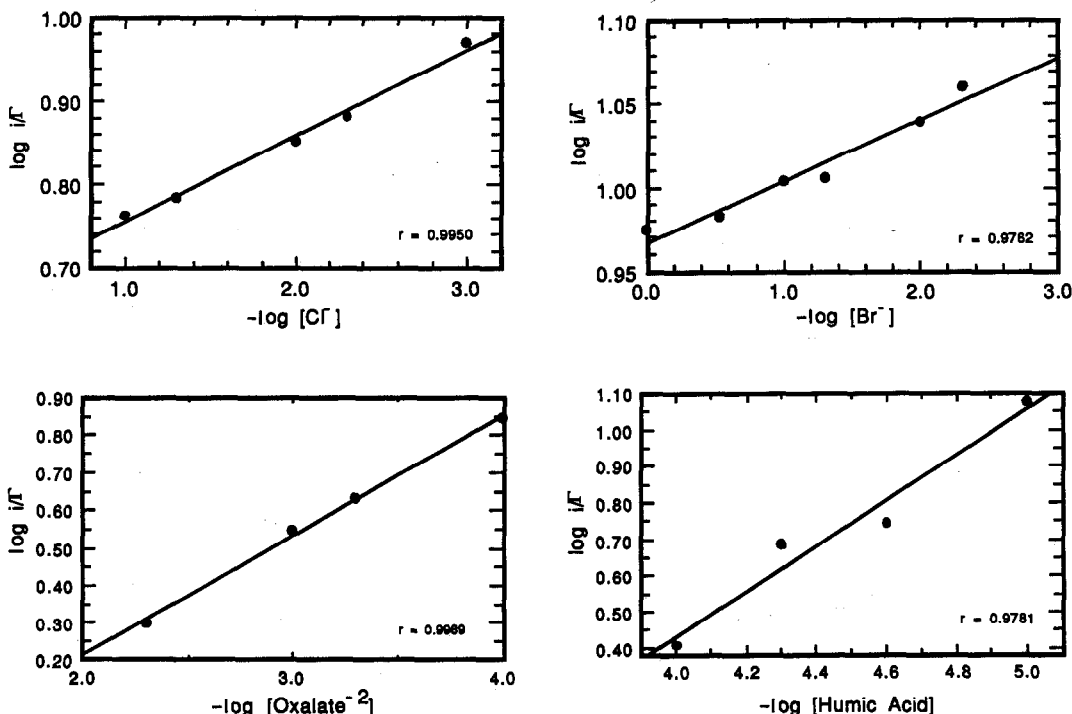 1.00
0.90
0.80
0.70
log i/Γ
1.0 2.0 3.0
-log [Cl⁻]
r = 0.9950
1.10
1.05
1.00
0.95
log i/Γ
0.0 1.0 2.0 3.0
-log [Br⁻]
r = 0.9762
0.90
0.80
0.70
0.60
0.50
0.40
0.30
0.20
log i/Γ
2.0 3.0 4.0
-log [Oxalate⁻²]
r = 0.9969
1.10
1.00
0.90
0.80
0.70
0.60
0.50
0.40
log i/Γ
4.0 4.2 4.4 4.6 4.8 5.0
-log [Humic Acid]
r = 0.9781